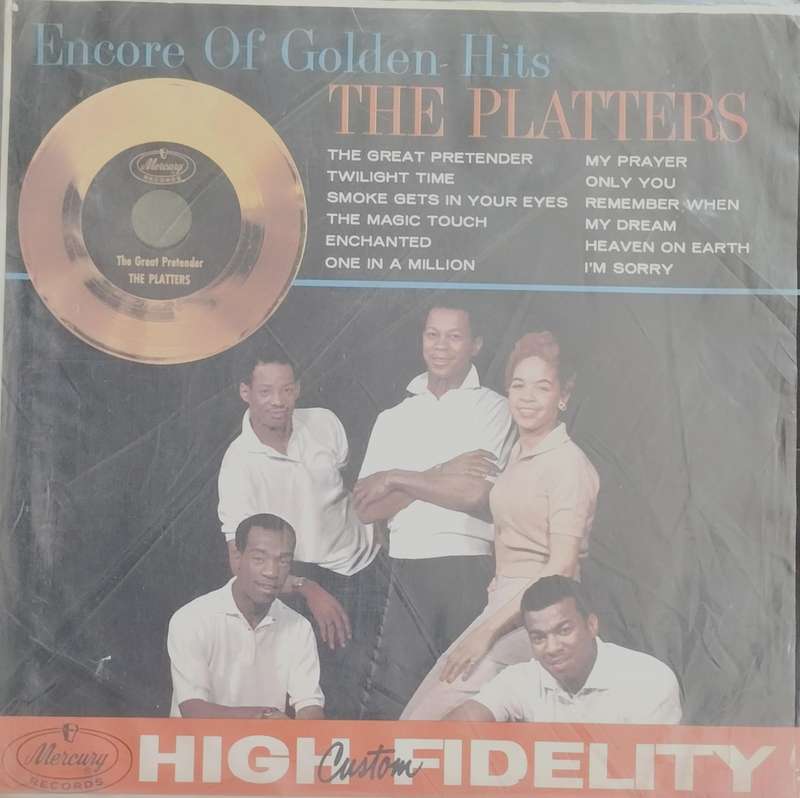 Encore Of Golden Hits
THE PLATTERS
Mercury
RECORDS
The Great Pretender
THE PLATTERS
THE GREAT PRETENDER
TWILIGHT TIME
SMOKE GETS IN YOUR EYES
THE MAGIC TOUCH
ENCHANTED
ONE IN A MILLION
MY PRAYER
ONLY YOU
REMEMBER WHEN
MY DREAM
HEAVEN ON EARTH
I'M SORRY
Mercury
RECORDS
HIGH FIDELITY
Custom